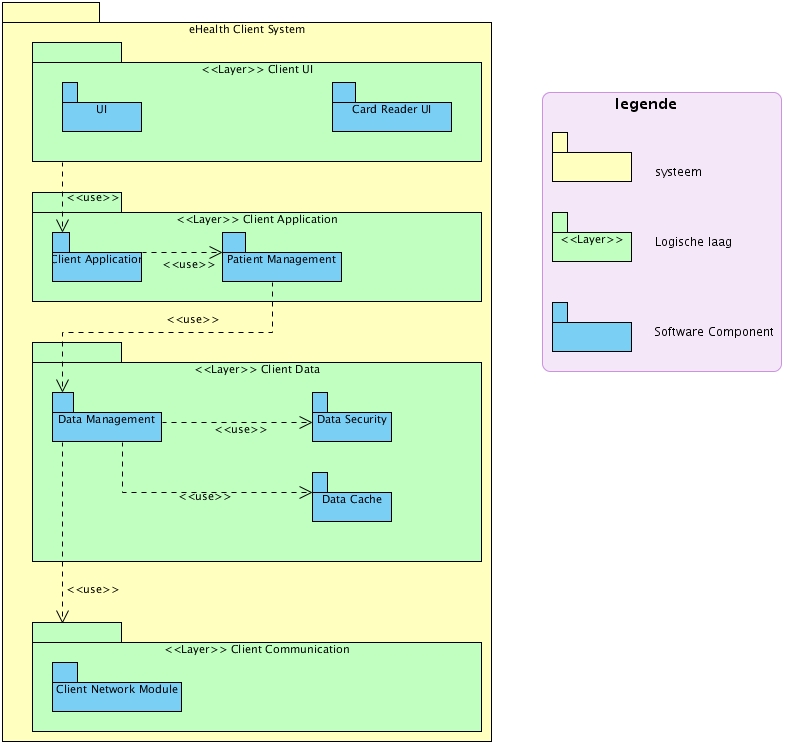 eHealth Client System
<<Layer>> Client UI
UI
Card Reader UI
<<use>>
<<Layer>> Client Application
Client Application
<<use>>
Patient Management
<<use>>
<<Layer>> Client Data
Data Management
<<use>>
Data Security
<<use>>
Data Cache
<<use>>
<<Layer>> Client Communication
Client Network Module
legende
systeem
<<Layer>>
Logische laag
Software Component